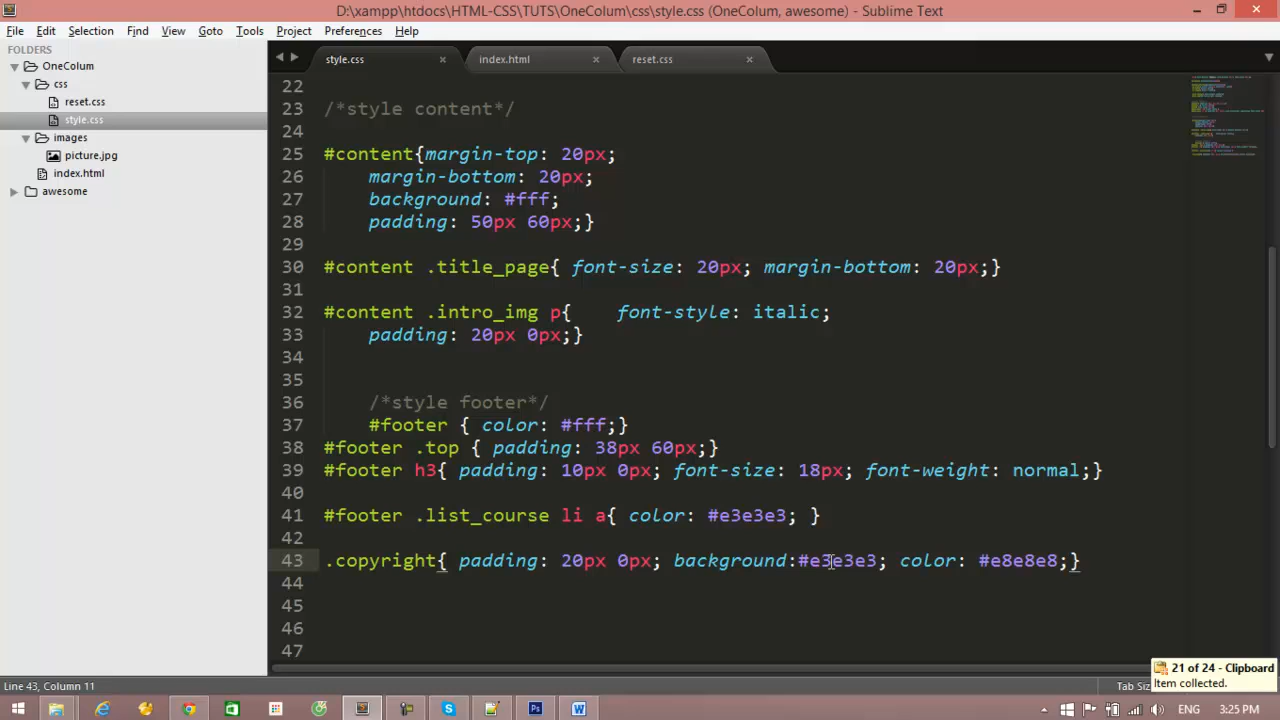 D:\xampp\htdocs\HTML-CSS\TUTS\OneColum\css\style.css (OneColum, awesome) - Sublime Text
File Edit Selection Find View Goto Tools Project Preferences Help
FOLDERS
OneColum
css
reset.css
style.css
images
picture.jpg
index.html
awesome
style.css index.html reset.css
22
23 /*style content*/
24
25 #content{margin-top: 20px;
26 margin-bottom: 20px;
27 background: #fff;
28 padding: 50px 60px;}
29
30 #content .title_page{ font-size: 20px; margin-bottom: 20px;}
31
32 #content .intro_img p{ font-style: italic;
33 padding: 20px 0px;}
34
35
36 /*style footer*/
37 #footer { color: #fff;}
38 #footer .top { padding: 38px 60px;}
39 #footer h3{ padding: 10px 0px; font-size: 18px; font-weight: normal;}
40
41 #footer .list_course li a{ color: #e3e3e3; }
42
43 .copyright{ padding: 20px 0px; background:#e3e3e3; color: #e8e8e8;}
44
45
46
47
21 of 24 - Clipboard
Item collected.
Line 43, Column 11
Tab Siz
ENG 3:25 PM